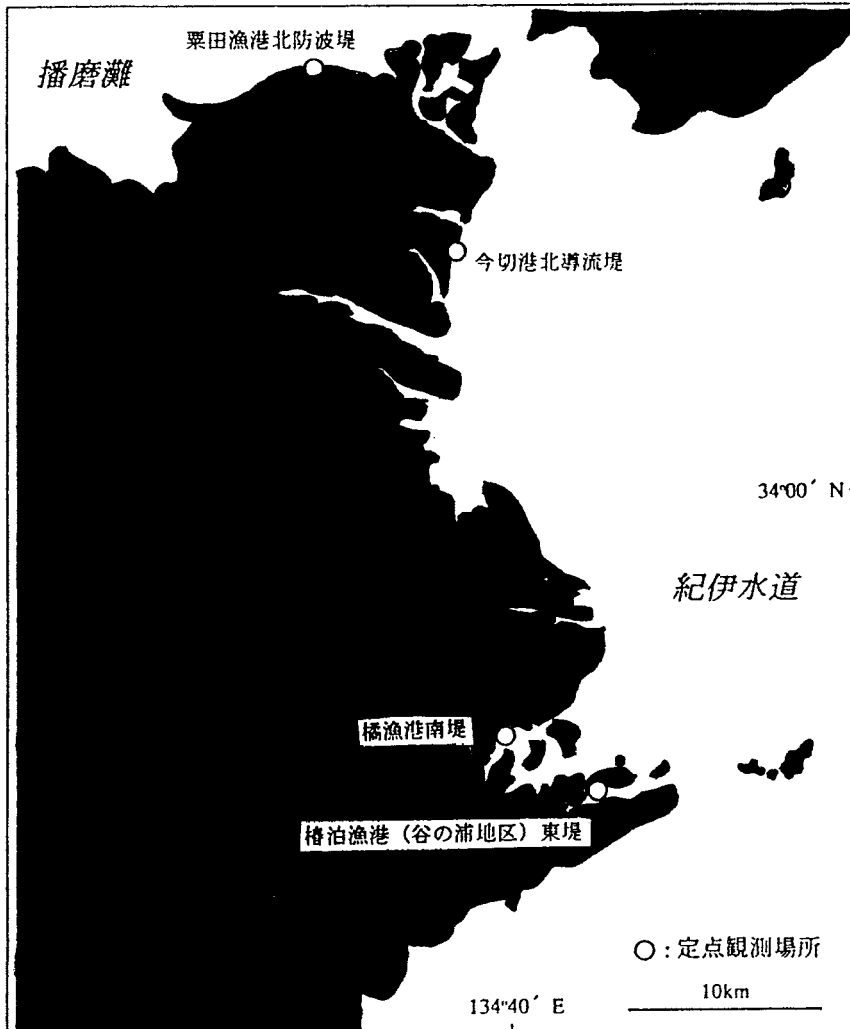 粟田漁港北防波堤
播磨灘
今切港北導流堤
34°00′ N
紀伊水道
橘漁港南堤
椿泊漁港（谷の浦地区）東堤
○：定点観測場所
10km
134°40′ E